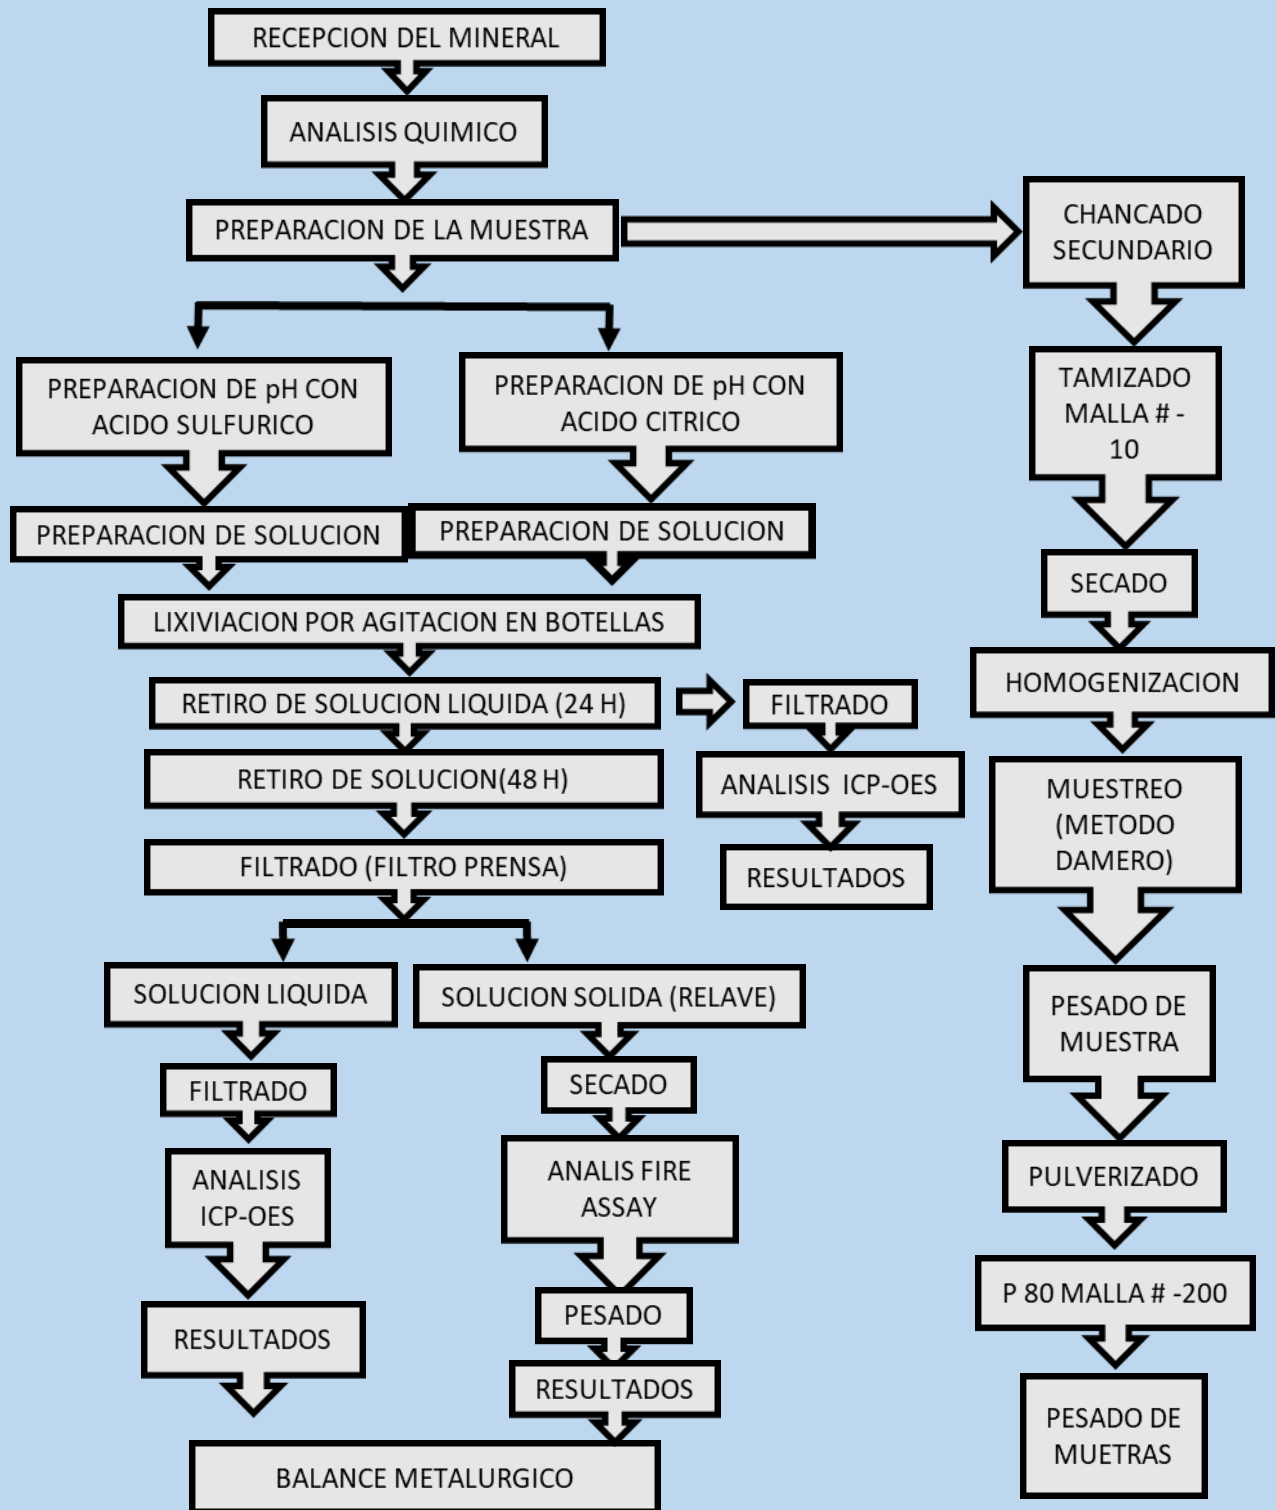 RECEPCION DEL MINERAL
ANALISIS QUIMICO
PREPARACION DE LA MUESTRA
PREPARACION DE pH CON
ACIDO SULFURICO
PREPARACION DE pH CON
ACIDO CITRICO
PREPARACION DE SOLUCION
PREPARACION DE SOLUCION
LIXIVIACION POR AGITACION EN BOTELLAS
RETIRO DE SOLUCION LIQUIDA (24 H)
RETIRO DE SOLUCION(48 H)
FILTRADO (FILTRO PRENSA)
FILTRADO
ANALISIS ICP-OES
RESULTADOS
SOLUCION LIQUIDA
FILTRADO
ANALISIS
ICP-OES
RESULTADOS
SOLUCION SOLIDA (RELAVE)
SECADO
ANALIS FIRE
ASSAY
PESADO
RESULTADOS
BALANCE METALURGICO
CHANCADO
SECUNDARIO
TAMIZADO
MALLA # -
10
SECADO
HOMOGENIZACION
MUESTREO
(METODO
DAMERO)
PESADO DE
MUESTRA
PULVERIZADO
P 80 MALLA # -200
PESADO DE
MUETRAS